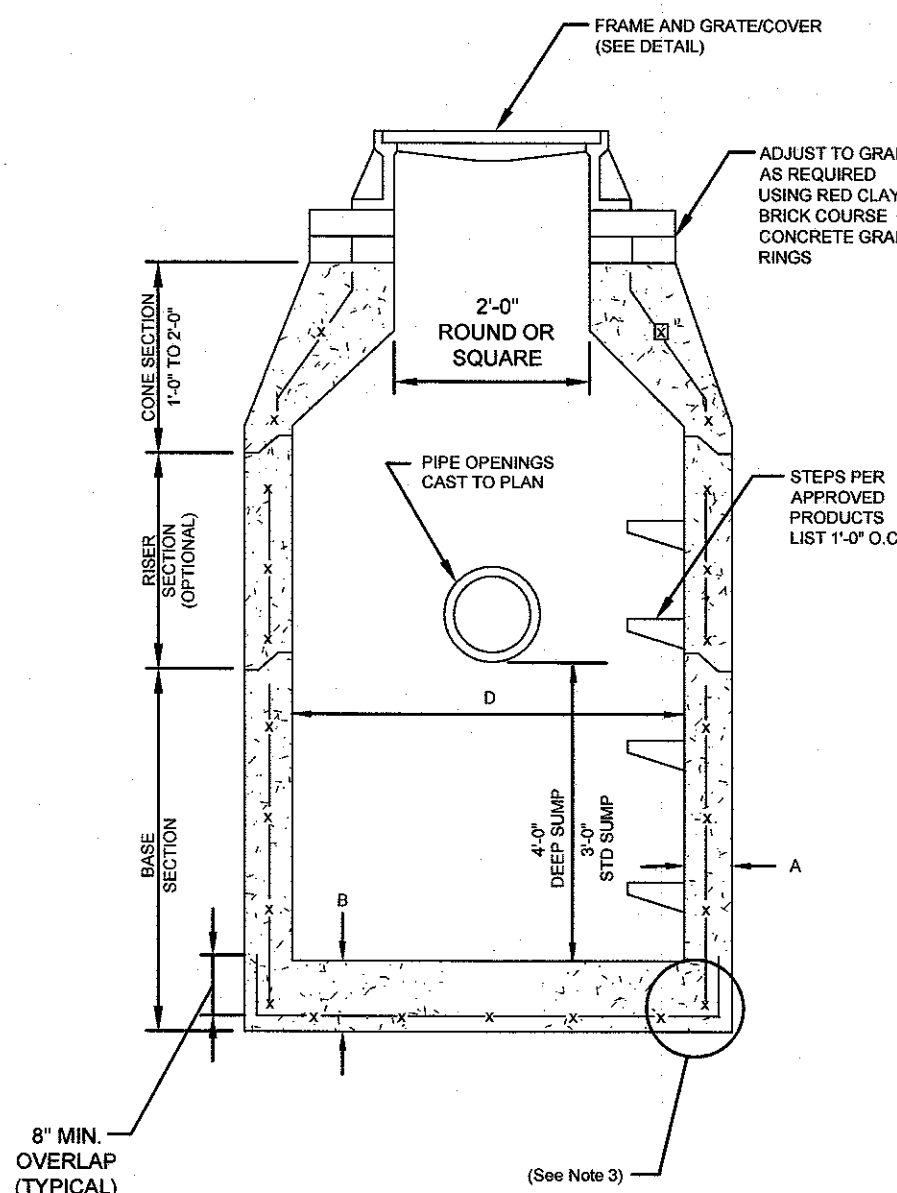 FRAME AND GRATE/COVER
(SEE DETAIL)
ADJUST TO GRA
AS REQUIRED
USING RED CLAY
BRICK COURSE
CONCRETE GRA
RINGS
CONE SECTION
1'-0" TO 2'-0"
2'-0"
ROUND OR
SQUARE
PIPE OPENINGS
CAST TO PLAN
STEPS PER
APPROVED
PRODUCTS
LIST 1'-0" O.C
RISER
SECTION
(OPTIONAL)
D
4'-0"
DEEP SUMP
3'-0"
STD SUMP
A
BASE
SECTION
B
8" MIN.
OVERLAP
(TYPICAL)
(See Note 3)